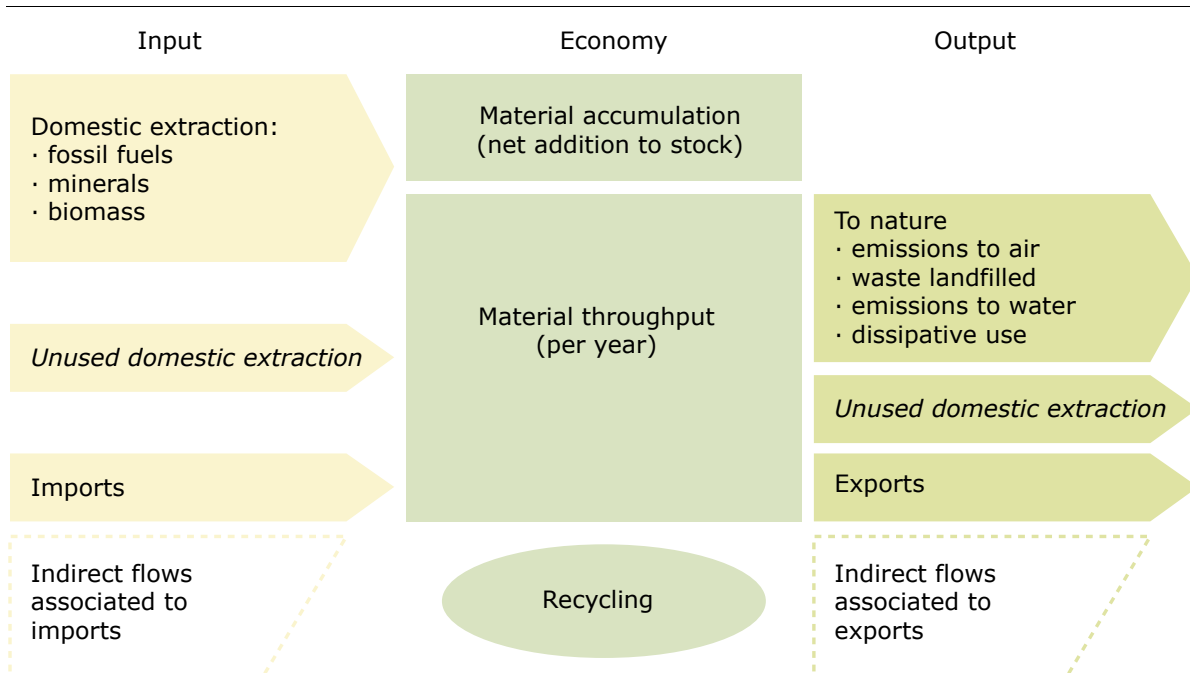 Input
Economy
Output
Domestic extraction:
· fossil fuels
· minerals
· biomass
Unused domestic extraction
Imports
Indirect flows
associated to
imports
Material accumulation
(net addition to stock)
Material throughput
(per year)
Recycling
To nature
· emissions to air
· waste landfilled
· emissions to water
· dissipative use
Unused domestic extraction
Exports
Indirect flows
associated to
exports